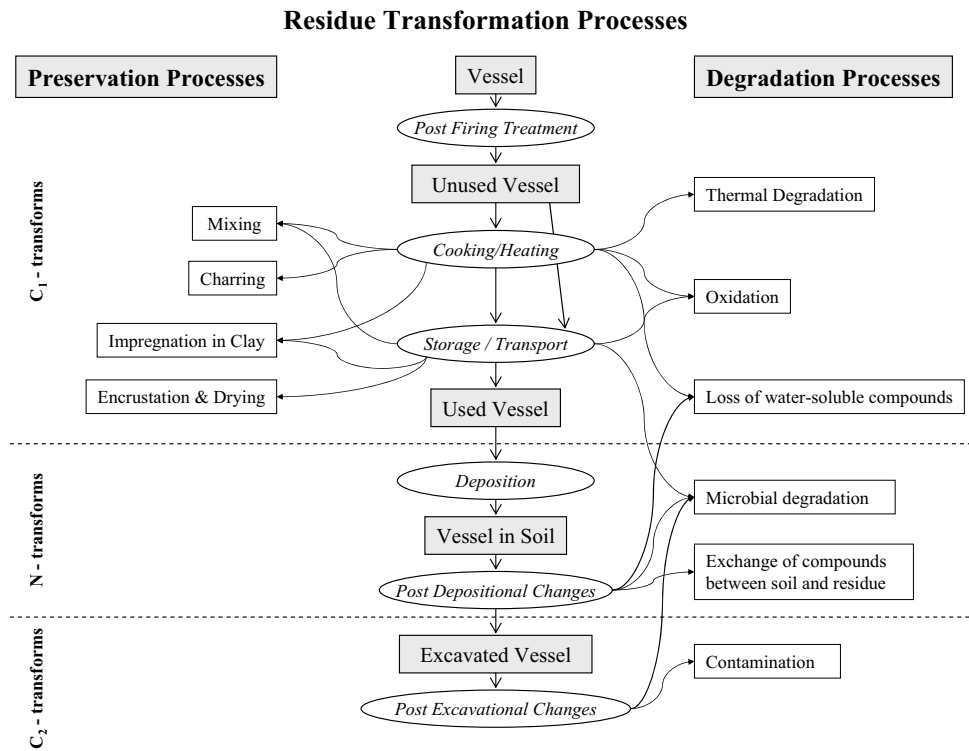 Residue Transformation Processes
Preservation Processes
Vessel
Degradation Processes
Post Firing Treatment
Unused Vessel
Thermal Degradation
Mixing
Cooking/Heating
Charring
Oxidation
C1 - transforms
Impregnation in Clay
Storage / Transport
Encrustation & Drying
Used Vessel
Loss of water-soluble compounds
Deposition
Microbial degradation
N - transforms
Vessel in Soil
Exchange of compounds
between soil and residue
Post Depositional Changes
Excavated Vessel
Contamination
C2 - transforms
Post Excavational Changes